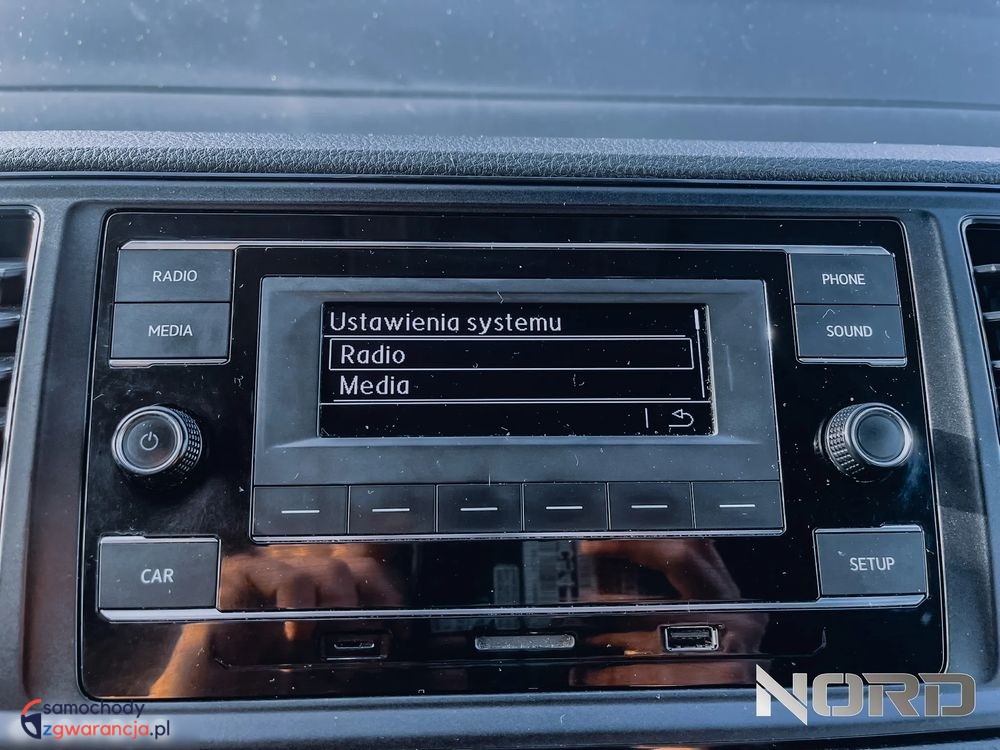 RADIO
MEDIA
Ustawienia systemu
Radio
Media
PHONE
SOUND
CAR
SETUP
NORD
samochody
zgwarancja.pl